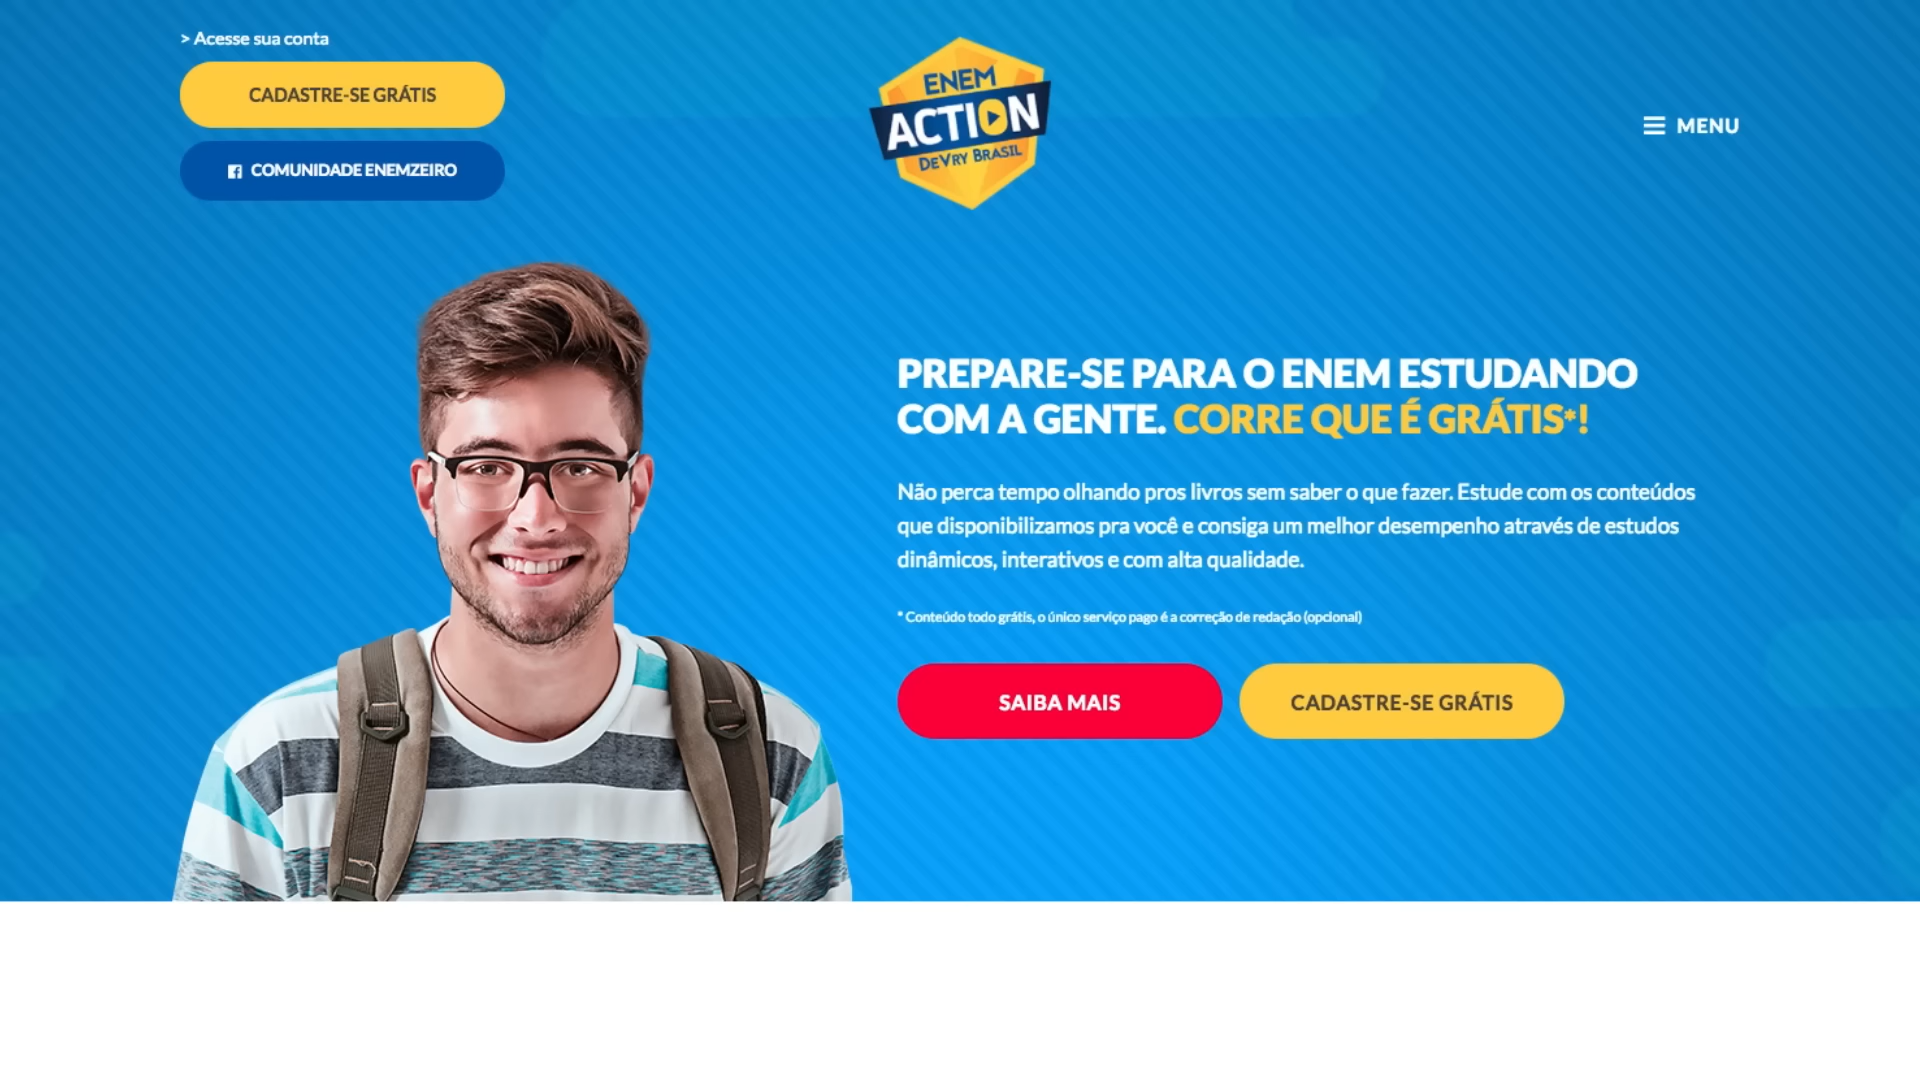 > Acesse sua conta
CADASTRE-SE GRÁTIS
COMUNIDADE ENEMZEIRO
ENEM
ACTION
DEVRY BRASIL
MENU
PREPARE-SE PARA O ENEM ESTUDANDO
COM A GENTE. CORRE QUE É GRÁTIS*!
Não perca tempo olhando pros livros sem saber o que fazer. Estude com os conteúdos
que disponibilizamos pra você e consiga um melhor desempenho através de estudos
dinâmicos, interativos e com alta qualidade.
* Conteúdo todo grátis, o único serviço pago é a correção de redação (opcional)
SAIBA MAIS
CADASTRE-SE GRÁTIS